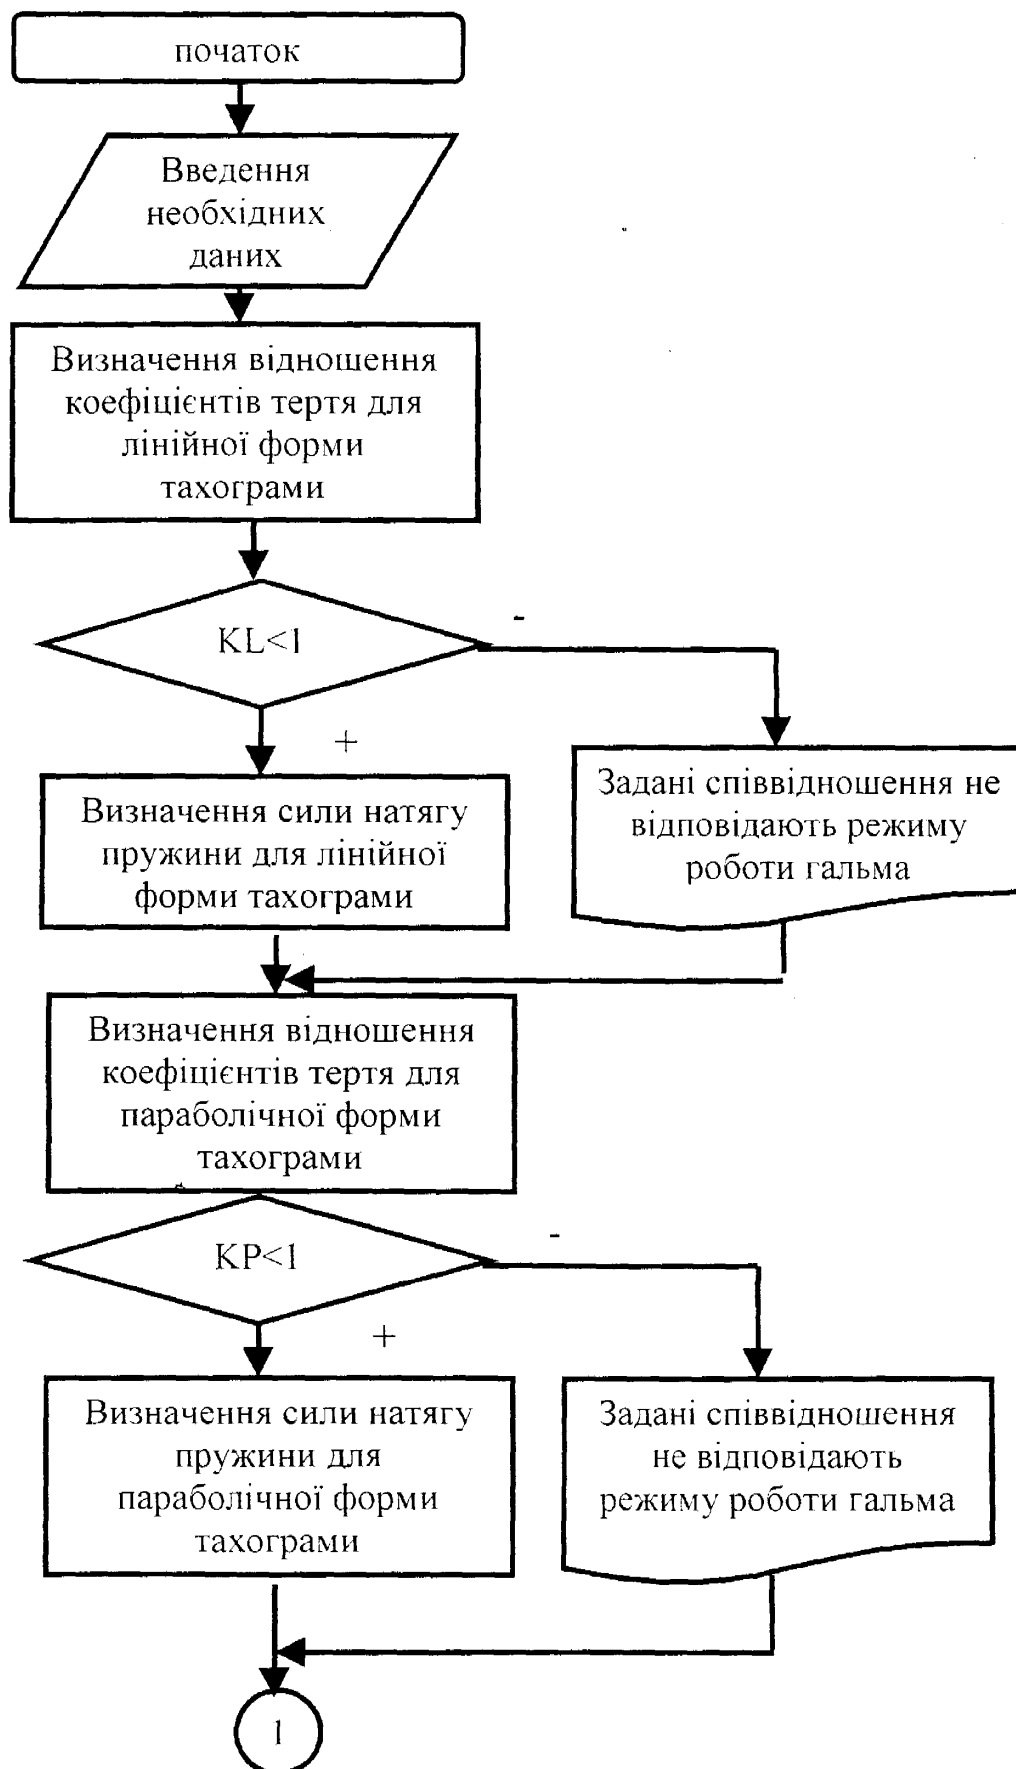 початок
Введення
необхідних
даних
Визначення відношення
коефіцієнтів тертя для
лінійної форми
тахограми
KL<1
-
+
Визначення сили натягу
пружини для лінійної
форми тахограми
Задані співвідношення не
відповідають режиму
роботи гальма
Визначення відношення
коефіцієнтів тертя для
параболічної форми
тахограми
KP<1
-
+
Визначення сили натягу
пружини для
параболічної форми
тахограми
Задані співвідношення
не відповідають
режиму роботи гальма
1